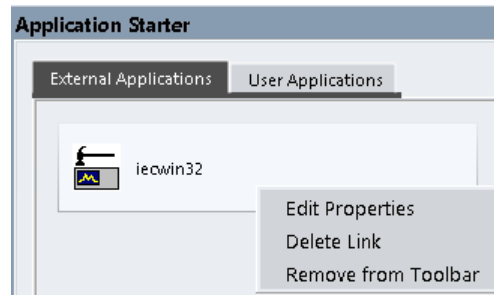 Application Starter
External Applications User Applications
iecwin32
Edit Properties
Delete Link
Remove from Toolbar